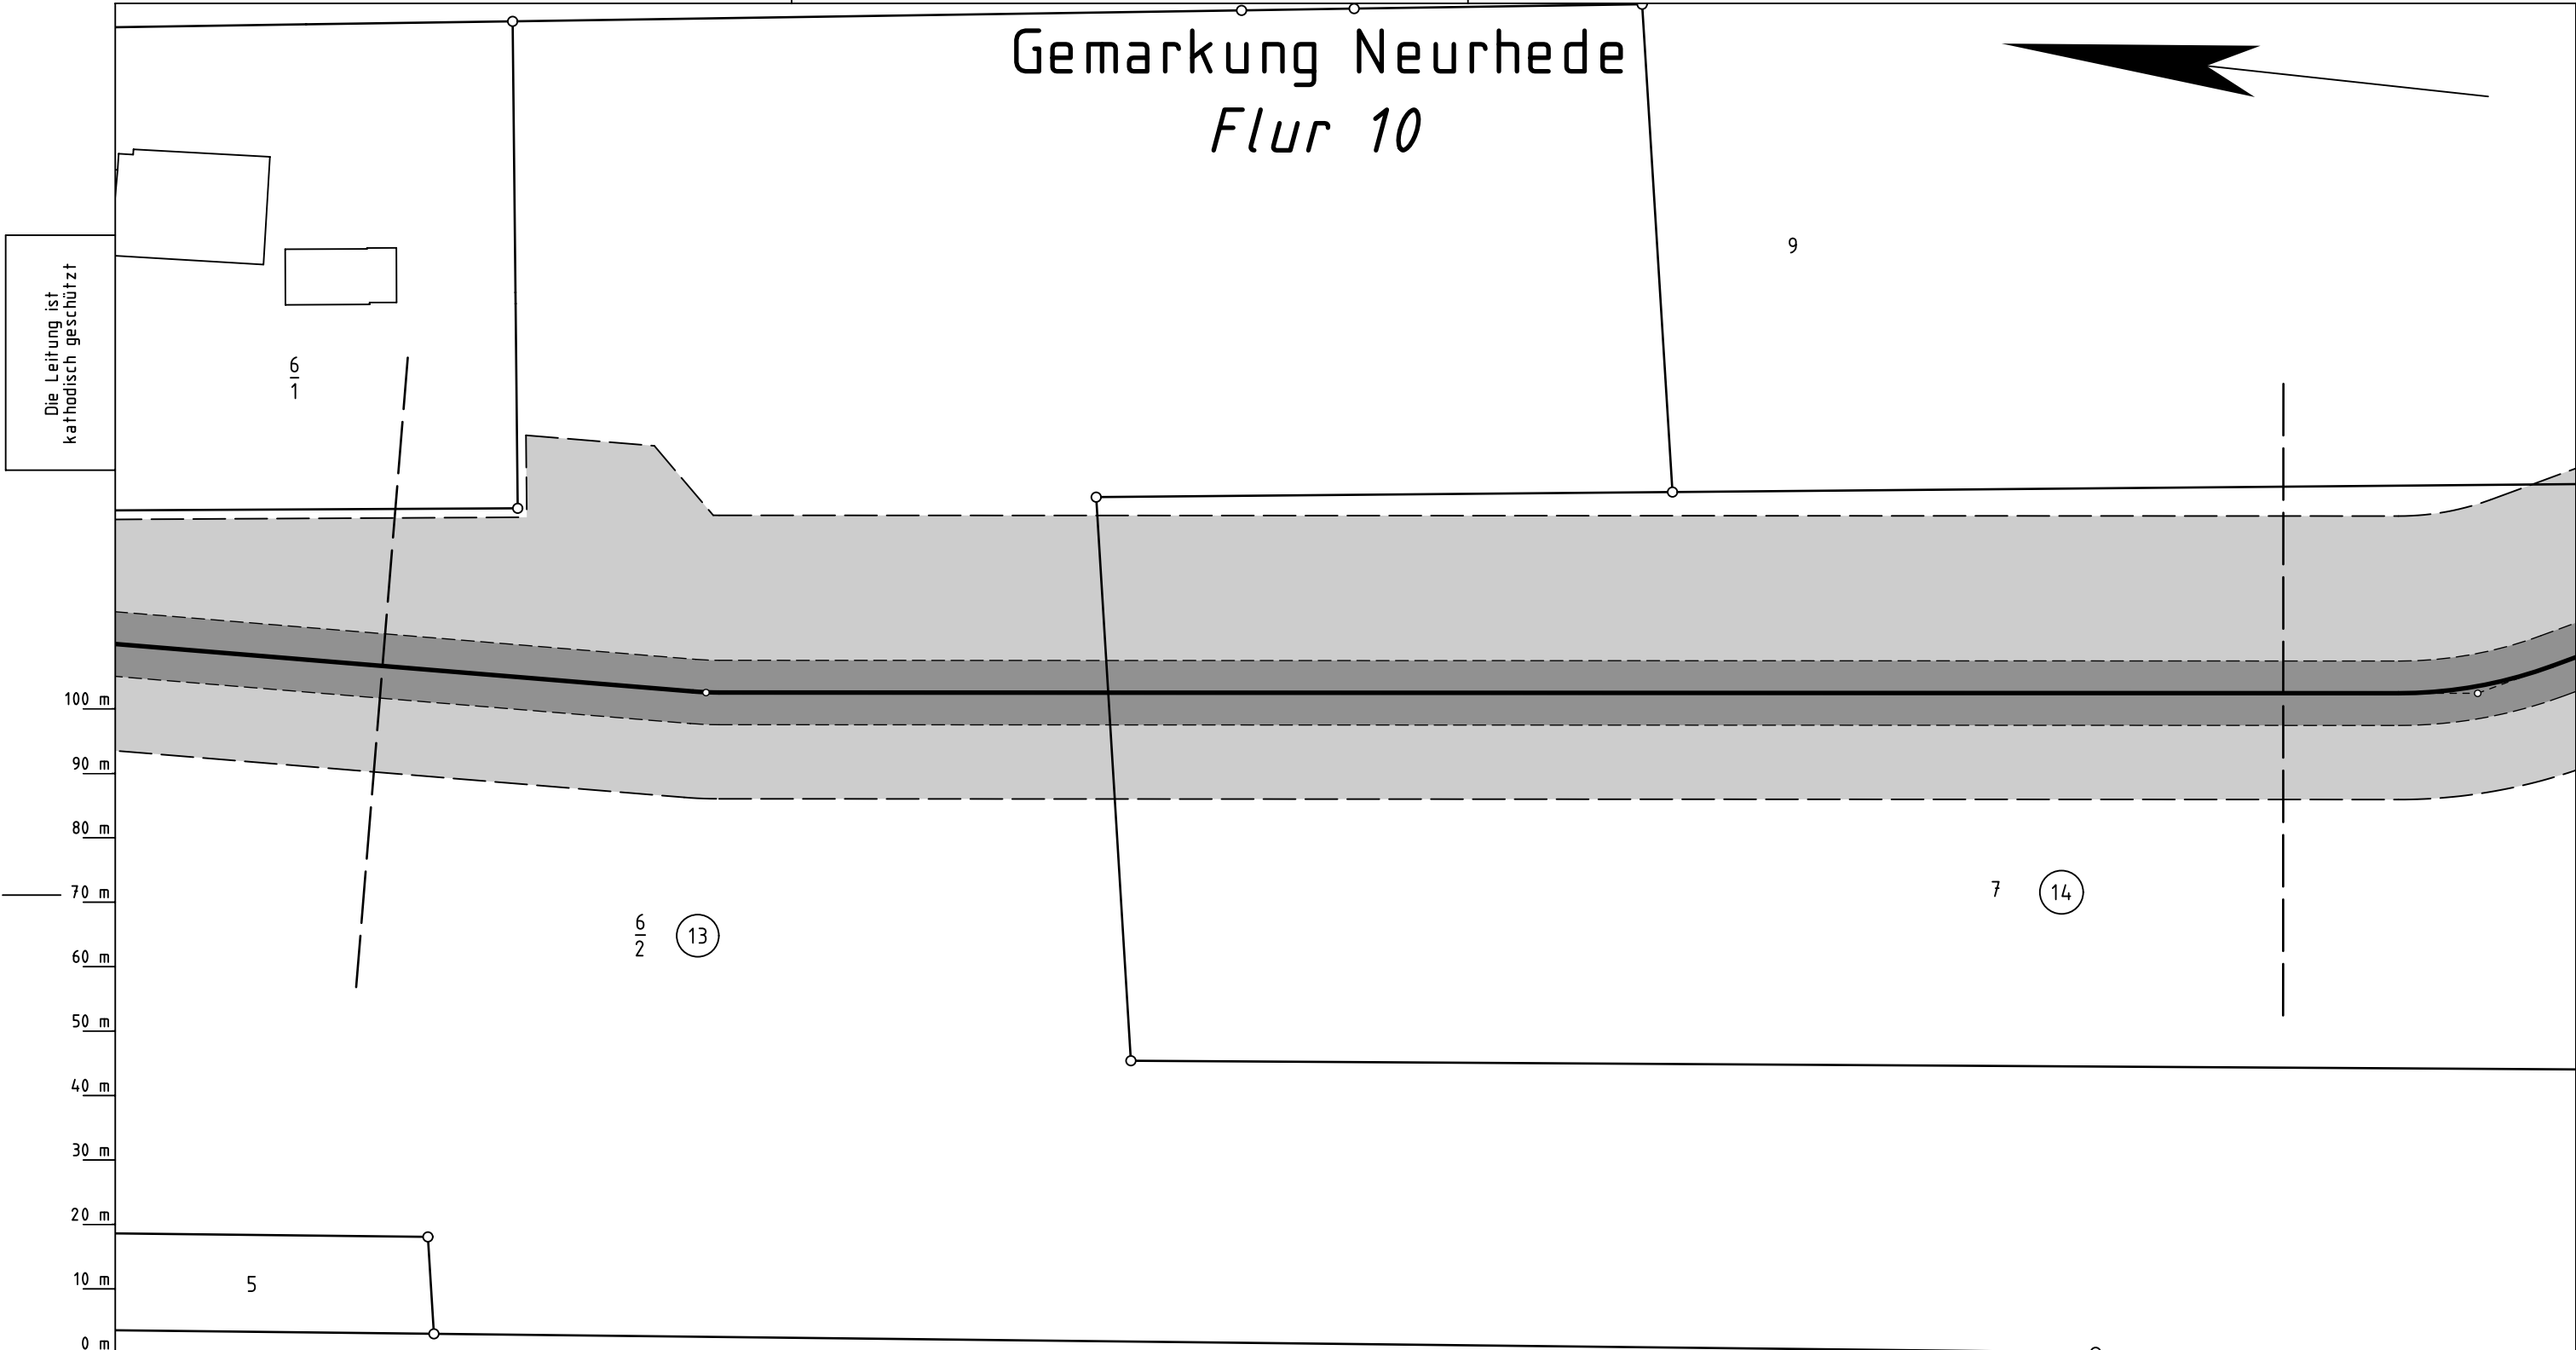 Gemarkung Neurhede
Flur 10
9
Die Leitung ist
kathodisch geschützt
6
1
100 m
90 m
80 m
70 m
7 14
6
2
13
60 m
50 m
40 m
30 m
20 m
10 m
5
0 m